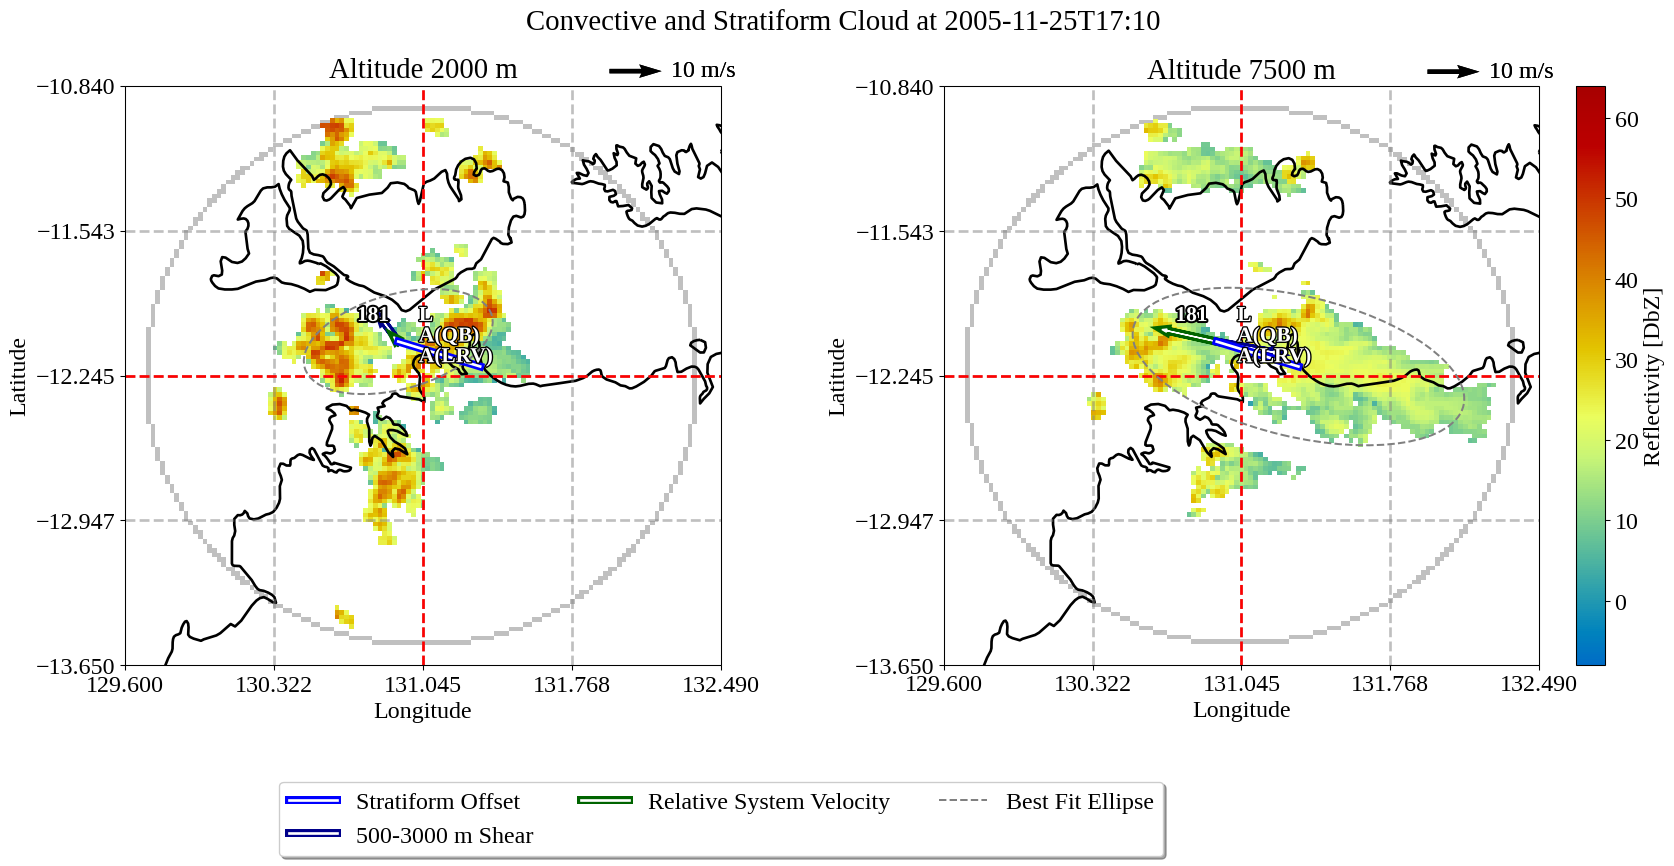 Convective and Stratiform Cloud at 2005-11-25T17:10
Altitude 2000 m
10 m/s
Altitude 7500 m
10 m/s
−10.840
−11.543
−12.245
−12.947
−13.650
129.600
130.322
131.045
131.768
132.490
Longitude
Latitude
181
L
A(QB)
A(LRV)
−10.840
−11.543
−12.245
−12.947
−13.650
129.600
130.322
131.045
131.768
132.490
Longitude
Latitude
181
L
A(QB)
A(LRV)
60
50
40
30
20
10
0
Reflectivity [DbZ]
Stratiform Offset
500-3000 m Shear
Relative System Velocity
Best Fit Ellipse